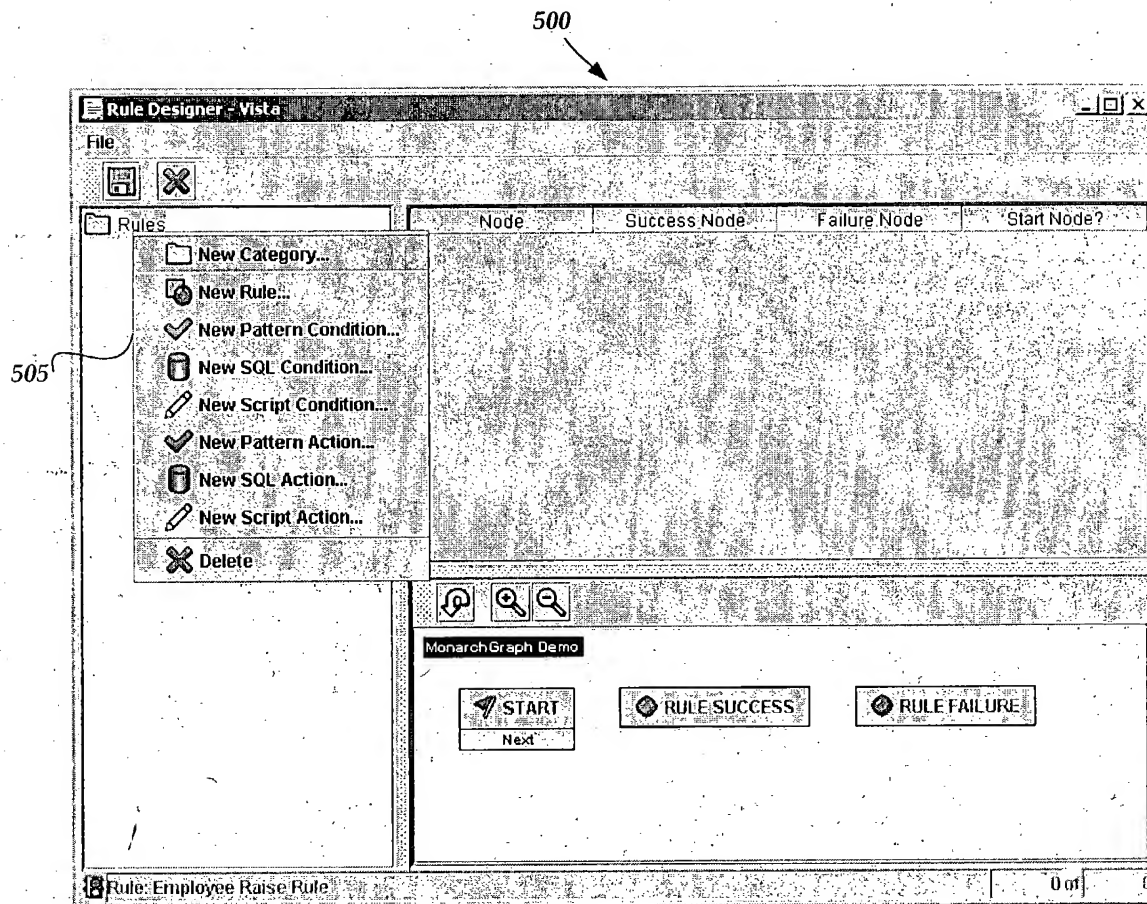 500
Rule Designer - Vista
File
Rules
Node Success Node Failure Node Start Node?
New Category...
New Rule...
New Pattern Condition...
505
New SQL Condition...
New Script Condition...
New Pattern Action...
New SQL Action...
New Script Action...
Delete
MonarchGraph Demo
START
Next
RULE SUCCESS
RULE FAILURE
Rule: Employee Raise Rule
0 of